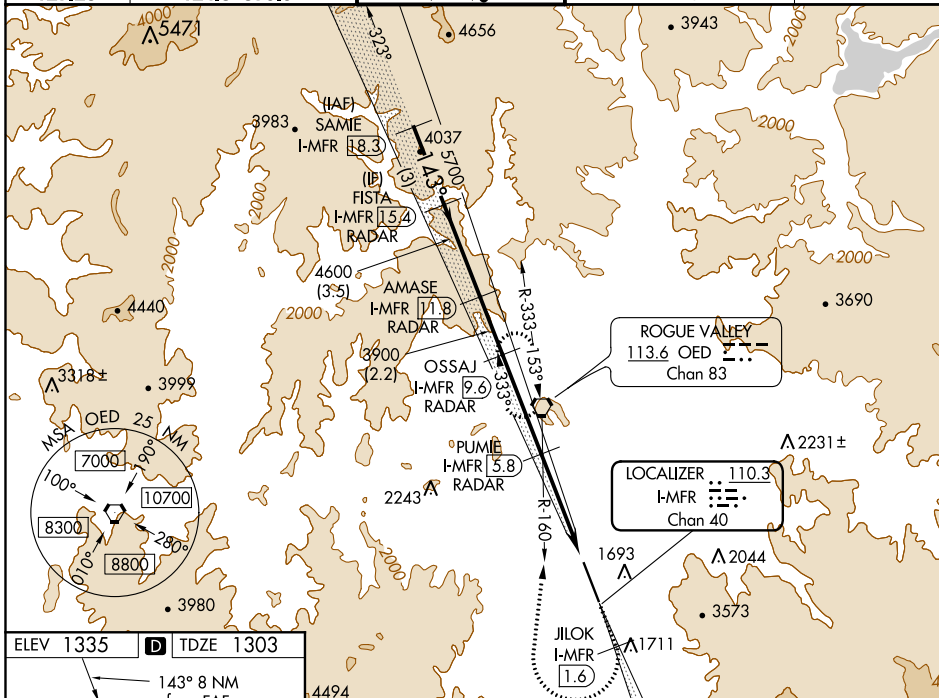 4000
5471
323°
4656
3943
2000
(IAF)
SAMIE
I-MFR 18.3
3983
4037
2000
5700
(3)
143°
(IF)
FISTA
I-MFR 15.4
RADAR
2000
4600
(3.5)
2000
AMASE
I-MFR 11.8
RADAR
R-333
153°
4440
2000
3690
3900
(2.2)
ROGUE VALLEY
113.6 OED
Chan 83
OSSAJ
I-MFR 9.6
RADAR
333°
3318±
3999
MSA OED 25 NM
7000
190°
100°
10700
8300
280°
010°
8800
PUMIE
I-MFR 5.8
RADAR
2243
R-160
2231±
LOCALIZER 110.3
I-MFR
Chan 40
2000
1693
2044
3980
3573
JILOK
I-MFR
1.6
1711
ELEV 1335 D TDZE 1303
143° 8 NM
4494